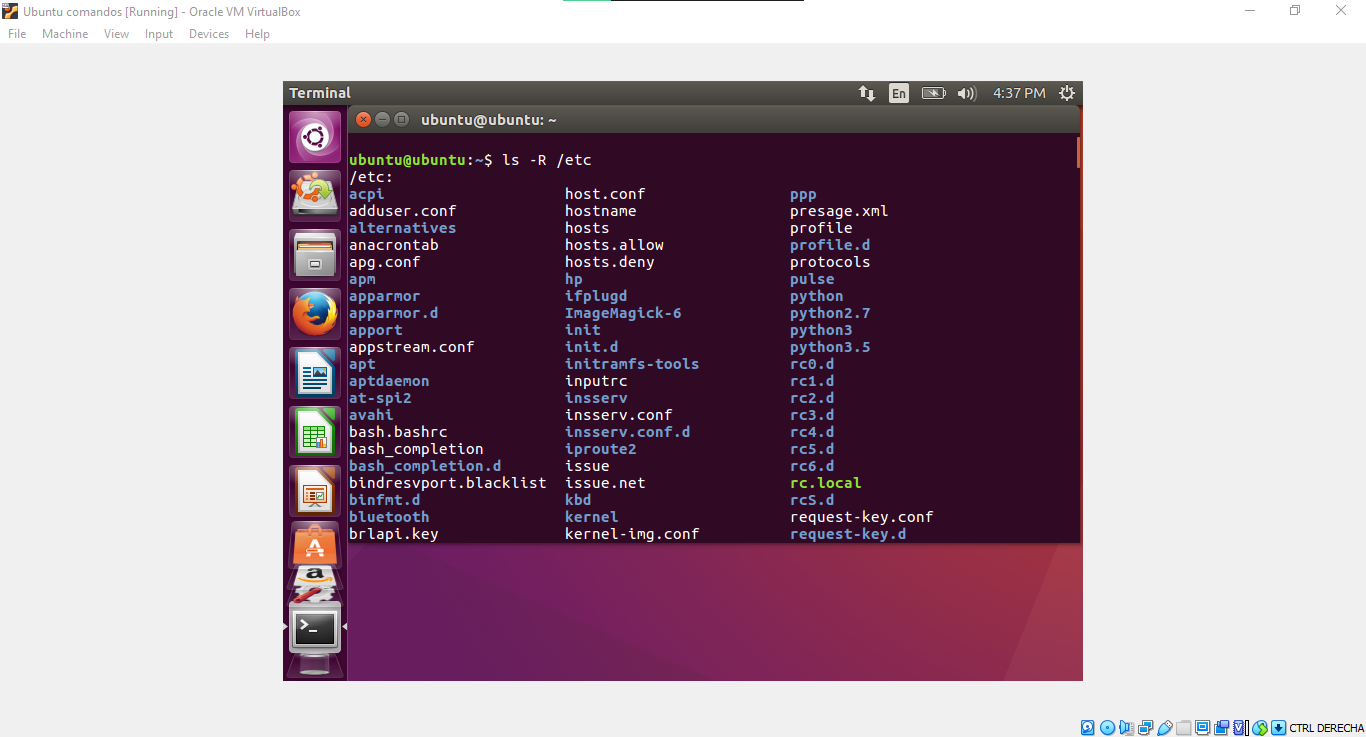 Ubuntu comandos [Running] - Oracle VM VirtualBox
File Machine View Input Devices Help
Terminal En 4:37 PM
ubuntu@ubuntu: ~
ubuntu@ubuntu:~$ ls -R /etc
/etc:
acpi host.conf ppp
adduser.conf hostname presage.xml
alternatives hosts profile
anacrontab hosts.allow profile.d
apg.conf hosts.deny protocols
apm hp pulse
apparmor ifplugd python
apparmor.d ImageMagick-6 python2.7
apport init python3
appstream.conf init.d python3.5
apt initramfs-tools rc0.d
aptdaemon inputrc rc1.d
at-spi2 insserv rc2.d
avahi insserv.conf rc3.d
bash.bashrc insserv.conf.d rc4.d
bash_completion iproute2 rc5.d
bash_completion.d issue rc6.d
bindresvport.blacklist issue.net rc.local
binfmt.d kbd rcS.d
bluetooth kernel request-key.conf
brlapi.key kernel-img.conf request-key.d
CTRL DERECHA